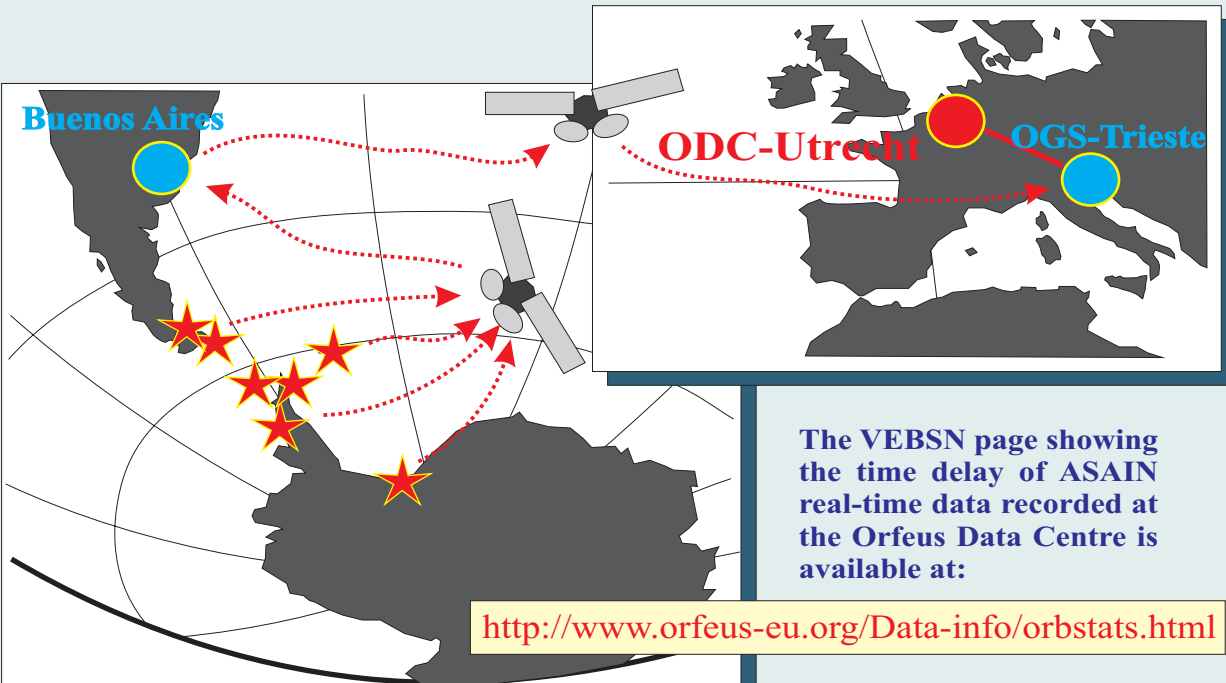 Buenos Aires
ODC-Utrecht
OGS-Trieste
The VEBSN page showing
the time delay of ASAIN
real-time data recorded at
the Orfeus Data Centre is
available at:
http://www.orfeus-eu.org/Data-info/orbstats.html